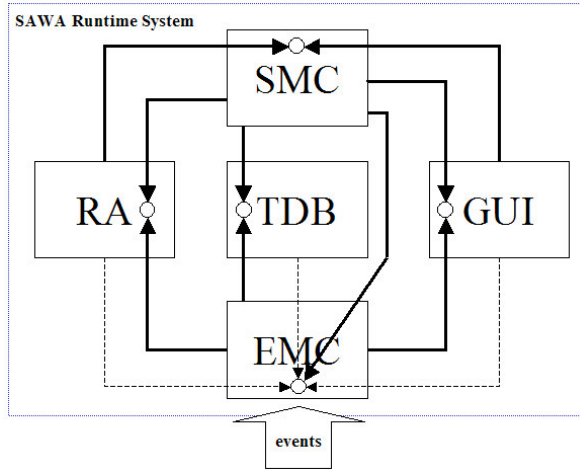 SAWA Runtime System
SMC
RA
TDB
GUI
EMC
events